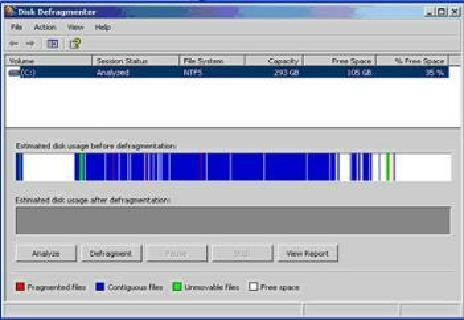 Disk Defragmenter
File Action View Help
Volume Session Status File System Capacity Free Space % Free Space
(C:) Analyzed NTFS 293 GB 105 GB 35 %
Estimated disk usage before defragmentation:
Estimated disk usage after defragmentation:
Analyze Defragment Pause Stop View Report
Fragmented files Contiguous files Unmovable files Free space